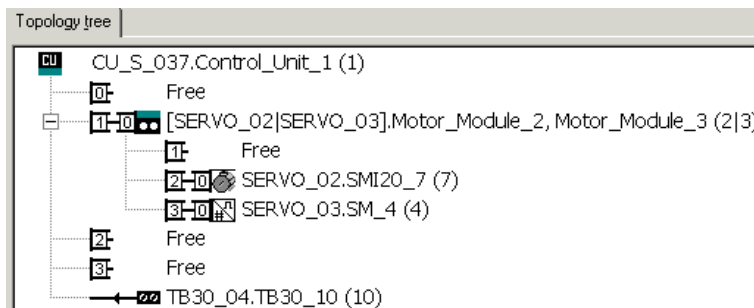 Topology tree
CU CU_S_037.Control_Unit_1 (1)
0 Free
1 0 [SERVO_02|SERVO_03].Motor_Module_2, Motor_Module_3 (2|3)
1 Free
2 0 SERVO_02.SMI20_7 (7)
3 0 # SERVO_03.SM_4 (4)
2 Free
3 Free
TB30_04.TB30_10 (10)